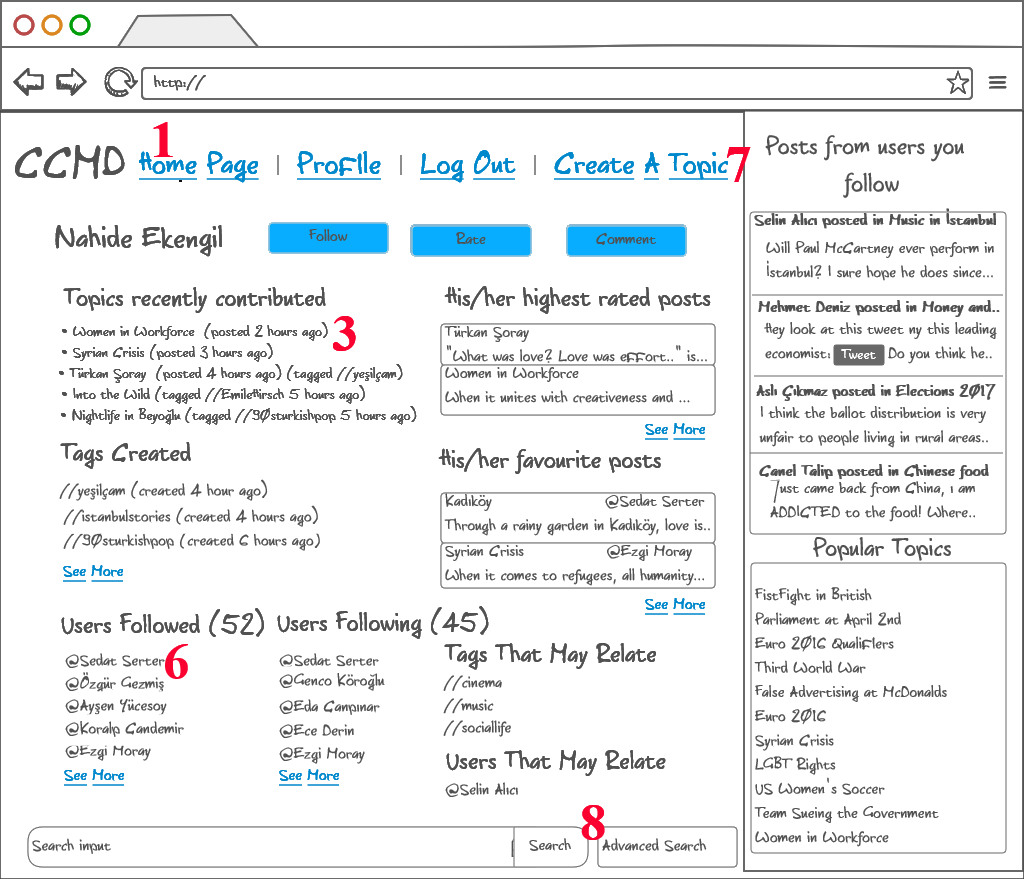 http://
CCMD Home Page | Profile | Log Out | Create A Topic
1
7
Nahide Ekengil
Follow
Rate
Comment
Topics recently contributed
• Women in Workforce (posted 2 hours ago)
3
• Syrian Crisis (posted 3 hours ago)
• Türkan Şoray (posted 4 hours ago) (tagged //yeşilçam)
• Into the Wild (tagged //EmileHirsch 5 hours ago)
• Nightlife in Beyoğlu (tagged //90sturkishpop 5 hours ago)
Tags Created
//yeşilçam (created 4 hour ago)
//istanbulstories (created 4 hours ago)
//90sturkishpop (created 6 hours ago)
See More
His/her highest rated posts
Türkan Şoray
"What was love? Love was effort.." is...
Women in Workforce
When it unites with creativeness and ...
See More
His/her favourite posts
Kadıköy @Sedat Serter
Through a rainy garden in Kadıköy, love is..
Syrian Crisis @Ezgi Moray
When it comes to refugees, all humanity...
See More
Users Followed (52)
@Sedat Serter
6
@Özgür Gezmiş
@Ayşen Yücesoy
@Koralp Candemir
@Ezgi Moray
See More
Users Following (45)
@Sedat Serter
@Genco Köroğlu
@Eda Canpınar
@Ece Derin
@Ezgi Moray
See More
Tags That May Relate
//cinema
//music
//sociallife
Users That May Relate
@Selin Alıcı
Search input
Search
8
Advanced Search
Posts from users you
follow
Selin Alıcı posted in Music in İstanbul
Will Paul McCartney ever perform in
İstanbul? I sure hope he does since...
Mehmet Deniz posted in Money and..
Hey look at this tweet ny this leading
economist: Tweet Do you think he..
Aslı Çıkmaz posted in Elections 2017
I think the ballot distribution is very
unfair to people living in rural areas..
Canel Talip posted in Chinese food
Just came back from China, ı am
ADDICTED to the food! Where..
Popular Topics
FistFight in British
Parliament at April 2nd
Euro 2016 Qualifiers
Third World War
False Advertising at McDonalds
Euro 2016
Syrian Crisis
LGBT Rights
US Women's Soccer
Team Sueing the Government
Women in Workforce